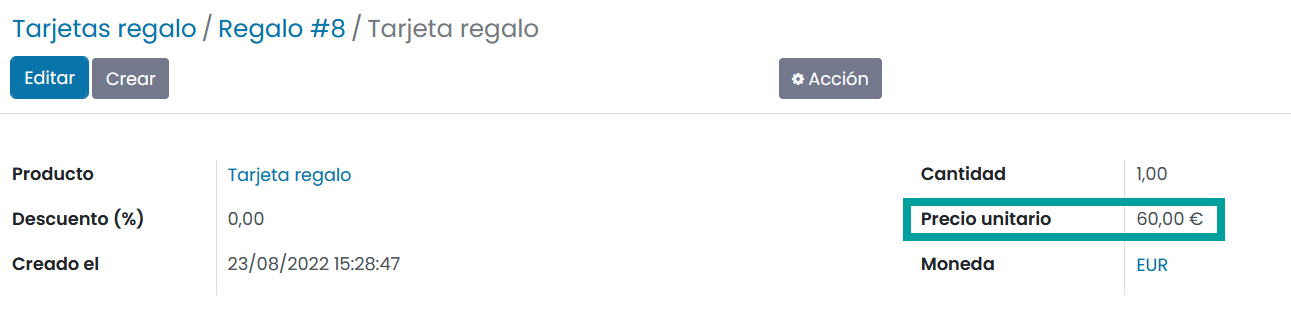 Tarjetas regalo / Regalo #8 / Tarjeta regalo
Editar Crear Acción
Producto Tarjeta regalo Cantidad 1,00
Descuento (%) 0,00 Precio unitario 60,00 €
Creado el 23/08/2022 15:28:47 Moneda EUR